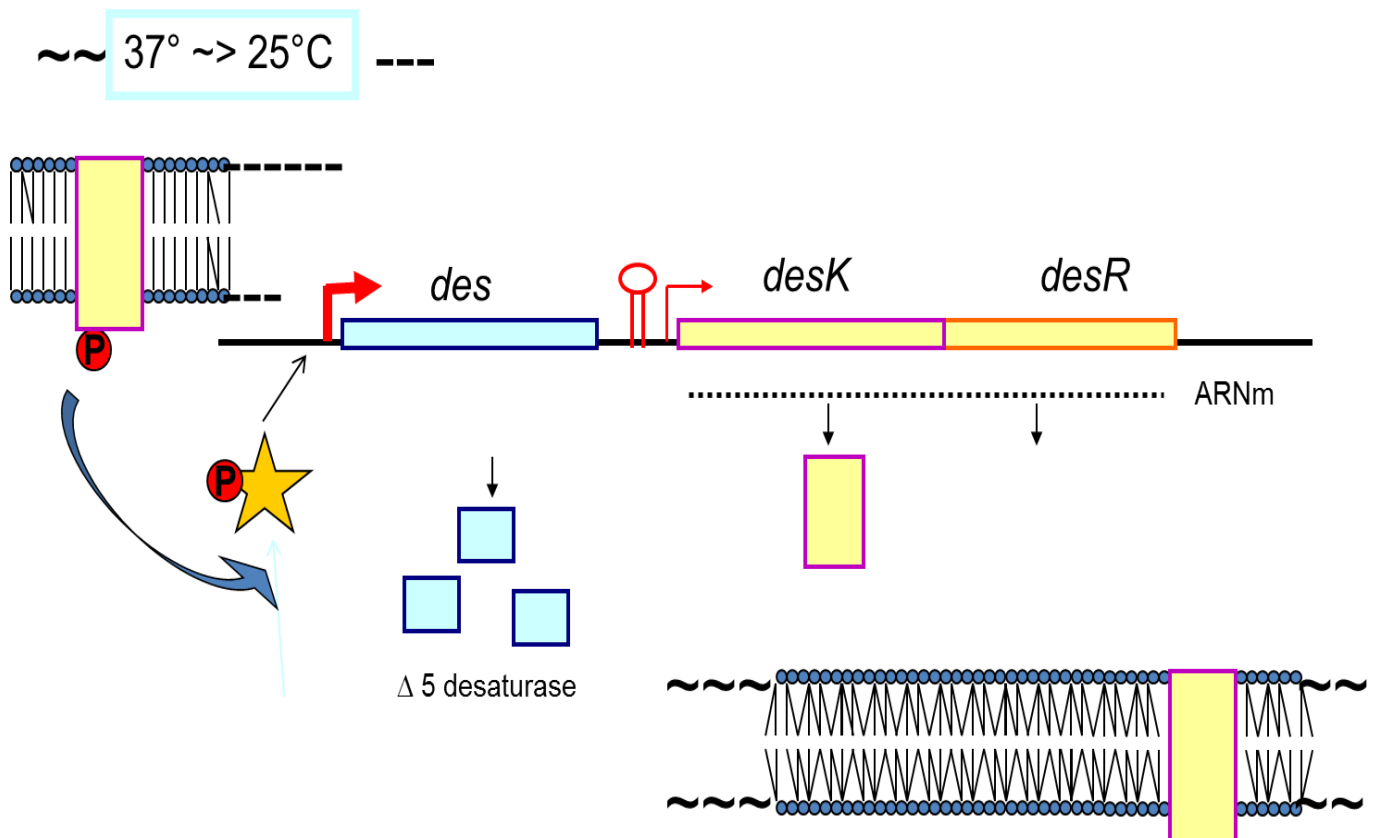 ~~ 37° ~> 25°C ---
des
desK
desR
P
ARNm
P
Δ 5 desaturase